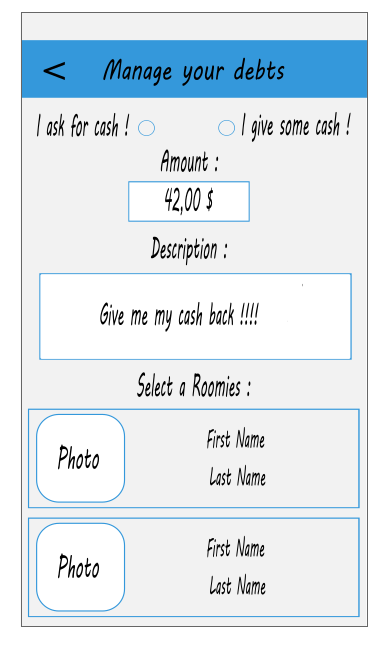 < Manage your debts
I ask for cash ! I give some cash !
Amount :
42,00 $
Description :
Give me my cash back !!!!
Select a Roomies :
Photo
First Name
Last Name
Photo
First Name
Last Name